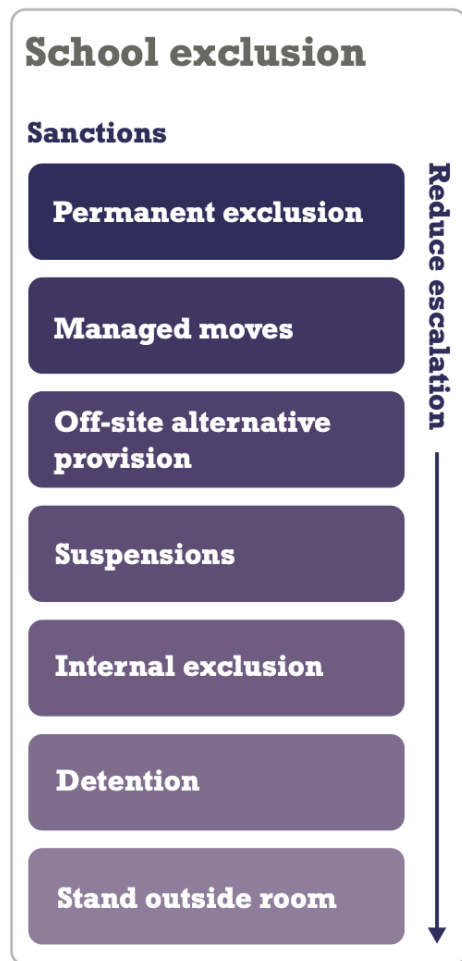 School exclusion
Sanctions
Permanent exclusion
Managed moves
Off-site alternative
provision
Suspensions
Internal exclusion
Detention
Stand outside room
Reduce escalation